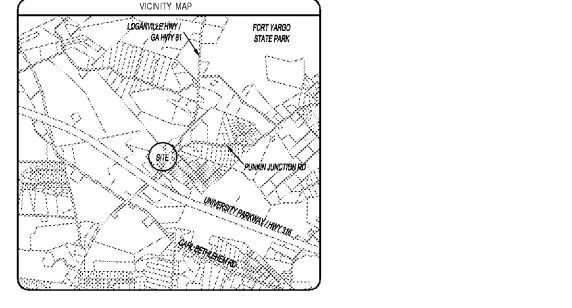 VICINITY MAP
LOGANVILLE HWY /
GA HWY 81
FORT YARGO
STATE PARK
SITE
PUNKIN JUNCTION RD
UNIVERSITY PARKWAY / HWY 316
CARL-BETHLEHEM RD